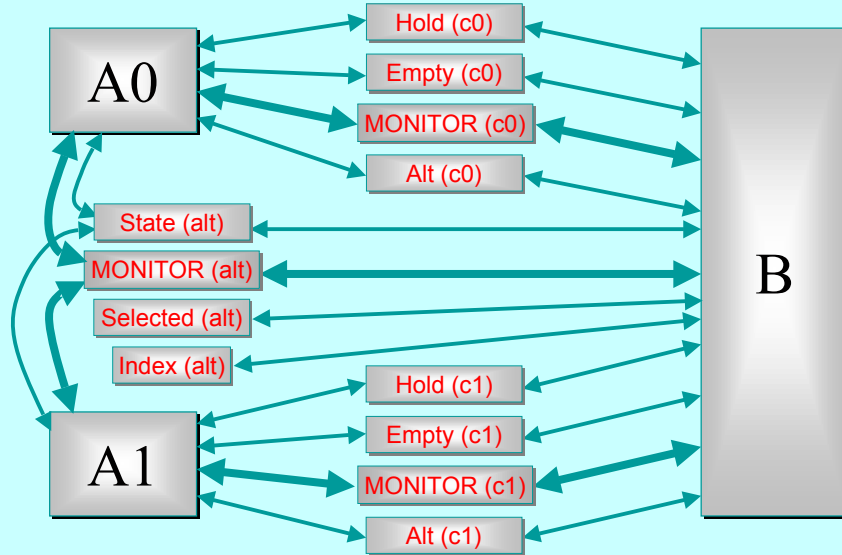 Hold (c0)
A0
Empty (c0)
MONITOR (c0)
Alt (c0)
State (alt)
MONITOR (alt)
B
Selected (alt)
Index (alt)
Hold (c1)
Empty (c1)
A1
MONITOR (c1)
Alt (c1)